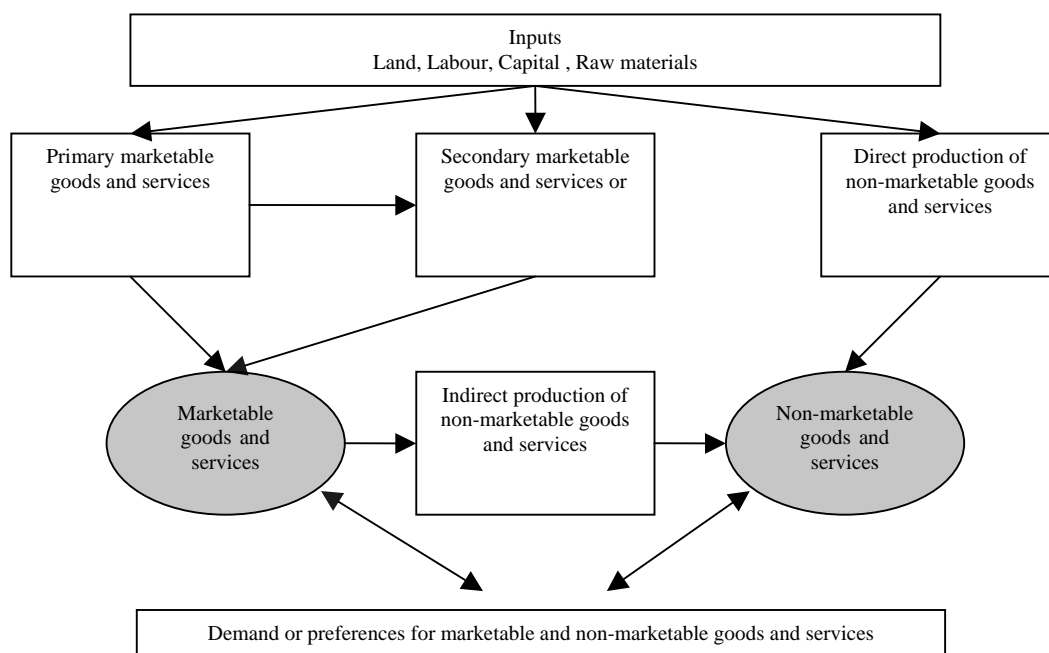 Inputs
Land, Labour, Capital , Raw materials
Primary marketable
goods and services
Secondary marketable
goods and services or
Direct production of
non-marketable goods
and services
Marketable
goods and
services
Indirect production of
non-marketable goods
and services
Non-marketable
goods and
services
Demand or preferences for marketable and non-marketable goods and services